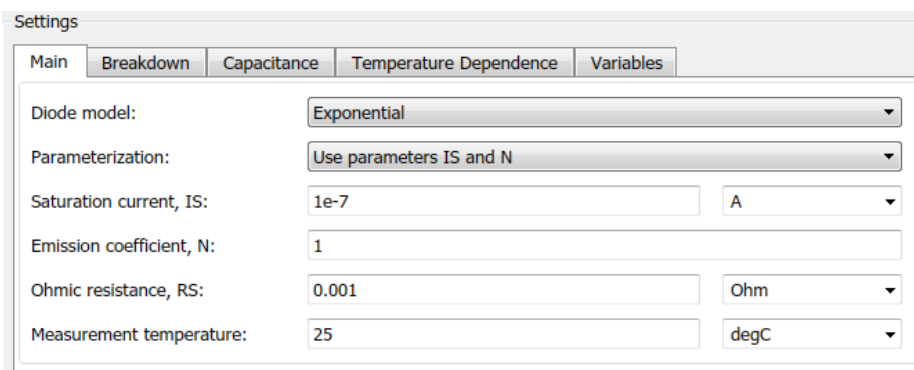 Settings
Main Breakdown Capacitance Temperature Dependence Variables
Diode model: Exponential
Parameterization: Use parameters IS and N
Saturation current, IS: 1e-7 A
Emission coefficient, N: 1
Ohmic resistance, RS: 0.001 Ohm
Measurement temperature: 25 degC